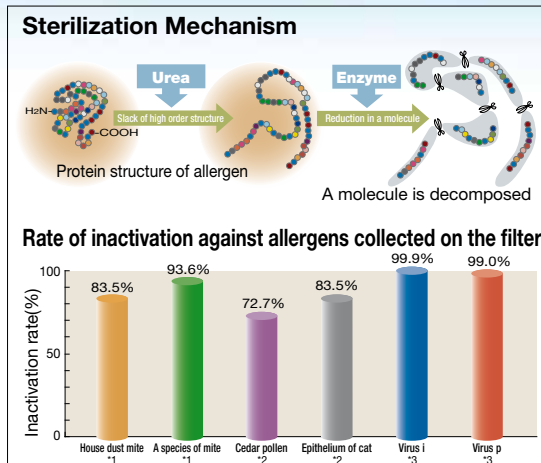 Sterilization Mechanism
Urea
Enzyme
H2N-
-COOH
Slack of high order structure
Reduction in a molecule
Protein structure of allergen
A molecule is decomposed
Rate of inactivation against allergens collected on the filter
Inactivation rate(%)
100
50
0
83.5%
93.6%
72.7%
83.5%
99.9%
99.0%
House dust mite
*1
A species of mite
*1
Cedar pollen
*2
Epithelium of cat
*2
Virus i
*3
Virus p
*3